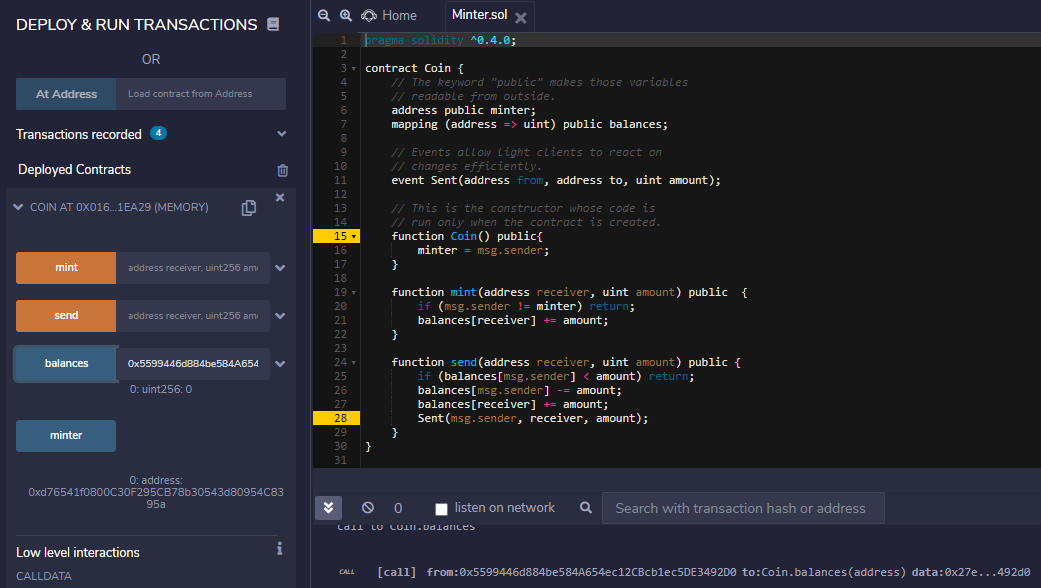 DEPLOY & RUN TRANSACTIONS
OR
At Address Load contract from Address
Transactions recorded 4
Deployed Contracts
COIN AT 0X016...1EA29 (MEMORY)
mint address receiver, uint256 amo
send address receiver, uint256 amo
balances 0x5599446d884be584A654
0: uint256: 0
minter
0: address:
0xd76541f0800C30F295CB78b30543d80954C83
95a
Low level interactions
CALLDATA
Home Minter.sol
1 pragma solidity ^0.4.0;
2
3 contract Coin {
4 // The keyword "public" makes those variables
5 // readable from outside.
6 address public minter;
7 mapping (address => uint) public balances;
8
9 // Events allow light clients to react on
10 // changes efficiently.
11 event Sent(address from, address to, uint amount);
12
13 // This is the constructor whose code is
14 // run only when the contract is created.
15 function Coin() public{
16 minter = msg.sender;
17 }
18
19 function mint(address receiver, uint amount) public {
20 if (msg.sender != minter) return;
21 balances[receiver] += amount;
22 }
23
24 function send(address receiver, uint amount) public {
25 if (balances[msg.sender] < amount) return;
26 balances[msg.sender] -= amount;
27 balances[receiver] += amount;
28 Sent(msg.sender, receiver, amount);
29 }
30 }
31
0 listen on network Search with transaction hash or address
call to Coin.balances
CALL [call] from:0x5599446d884be584A654ec12CBcb1ec5DE3492D0 to:Coin.balances(address) data:0x27e...492d0